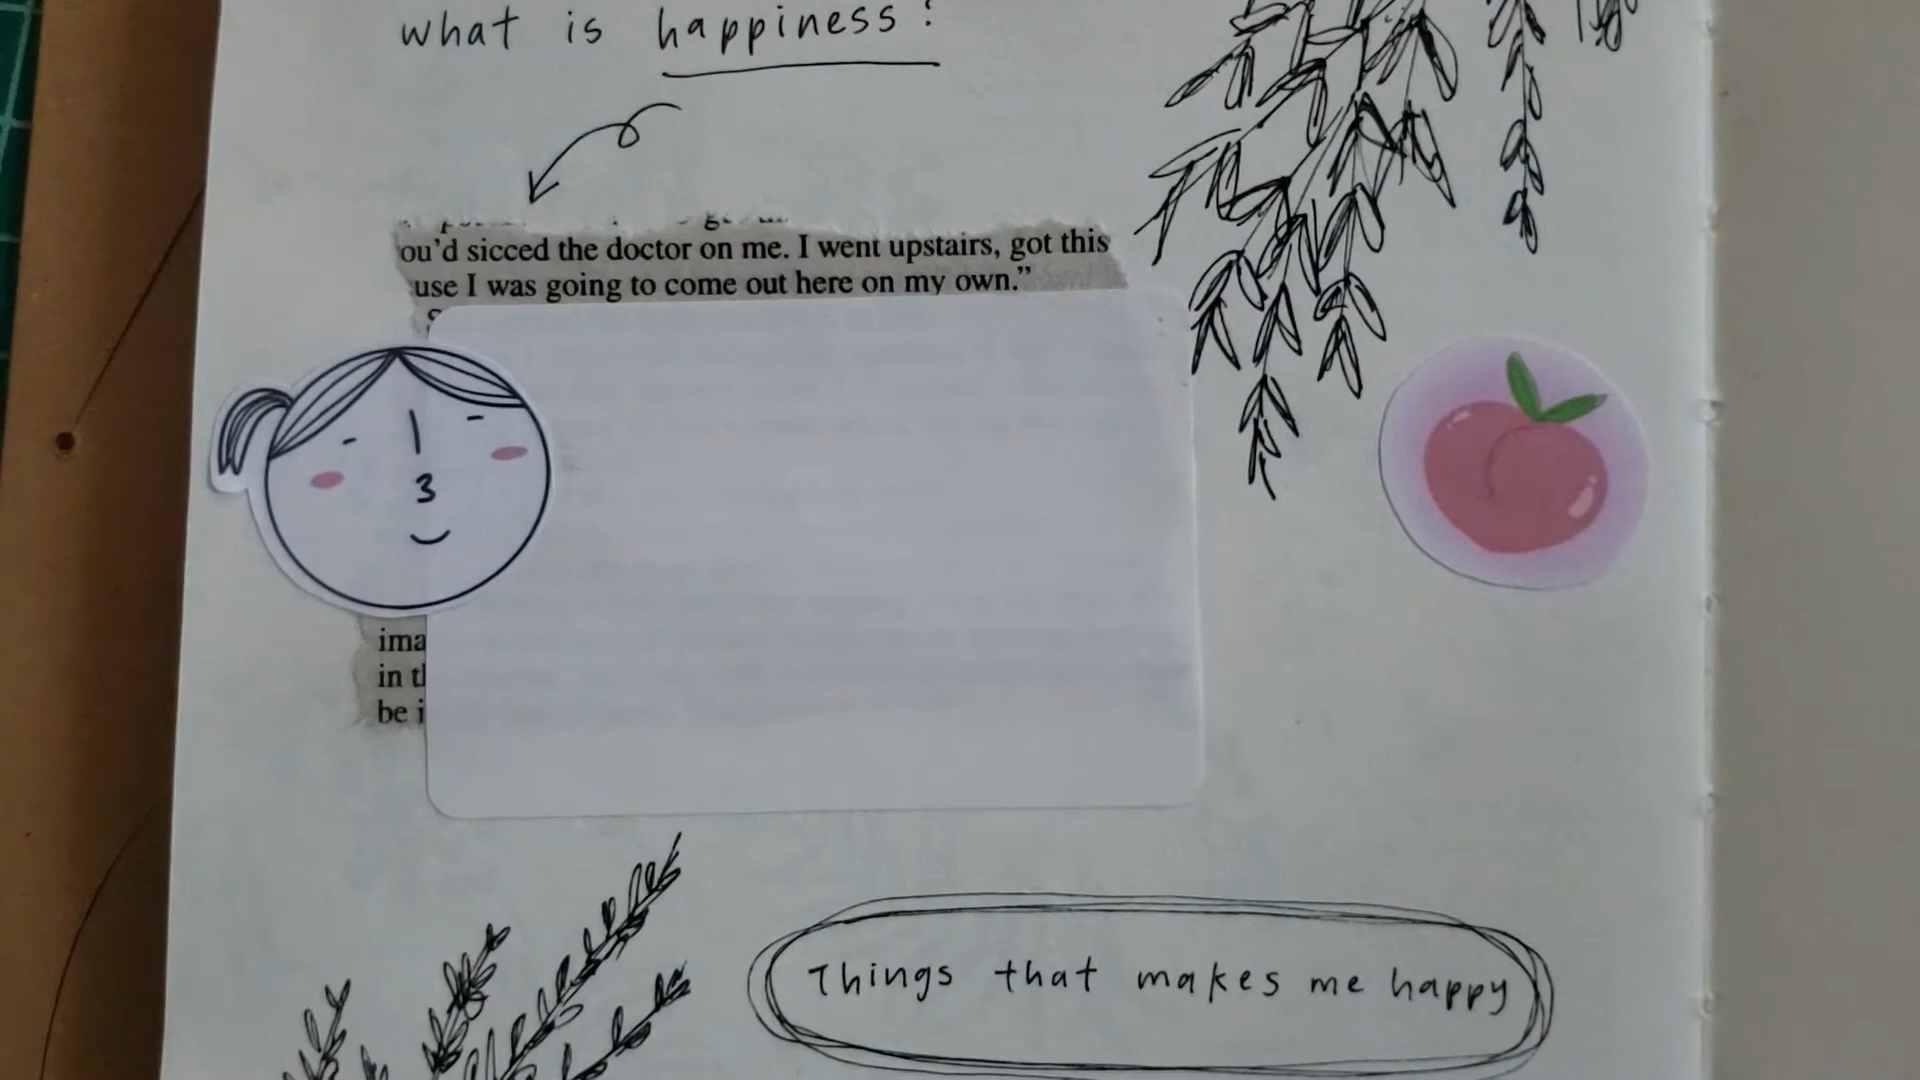 what is happiness?
ou'd sicced the doctor on me. I went upstairs, got this
use I was going to come out here on my own."
ima
in
be i
Things that makes me happy